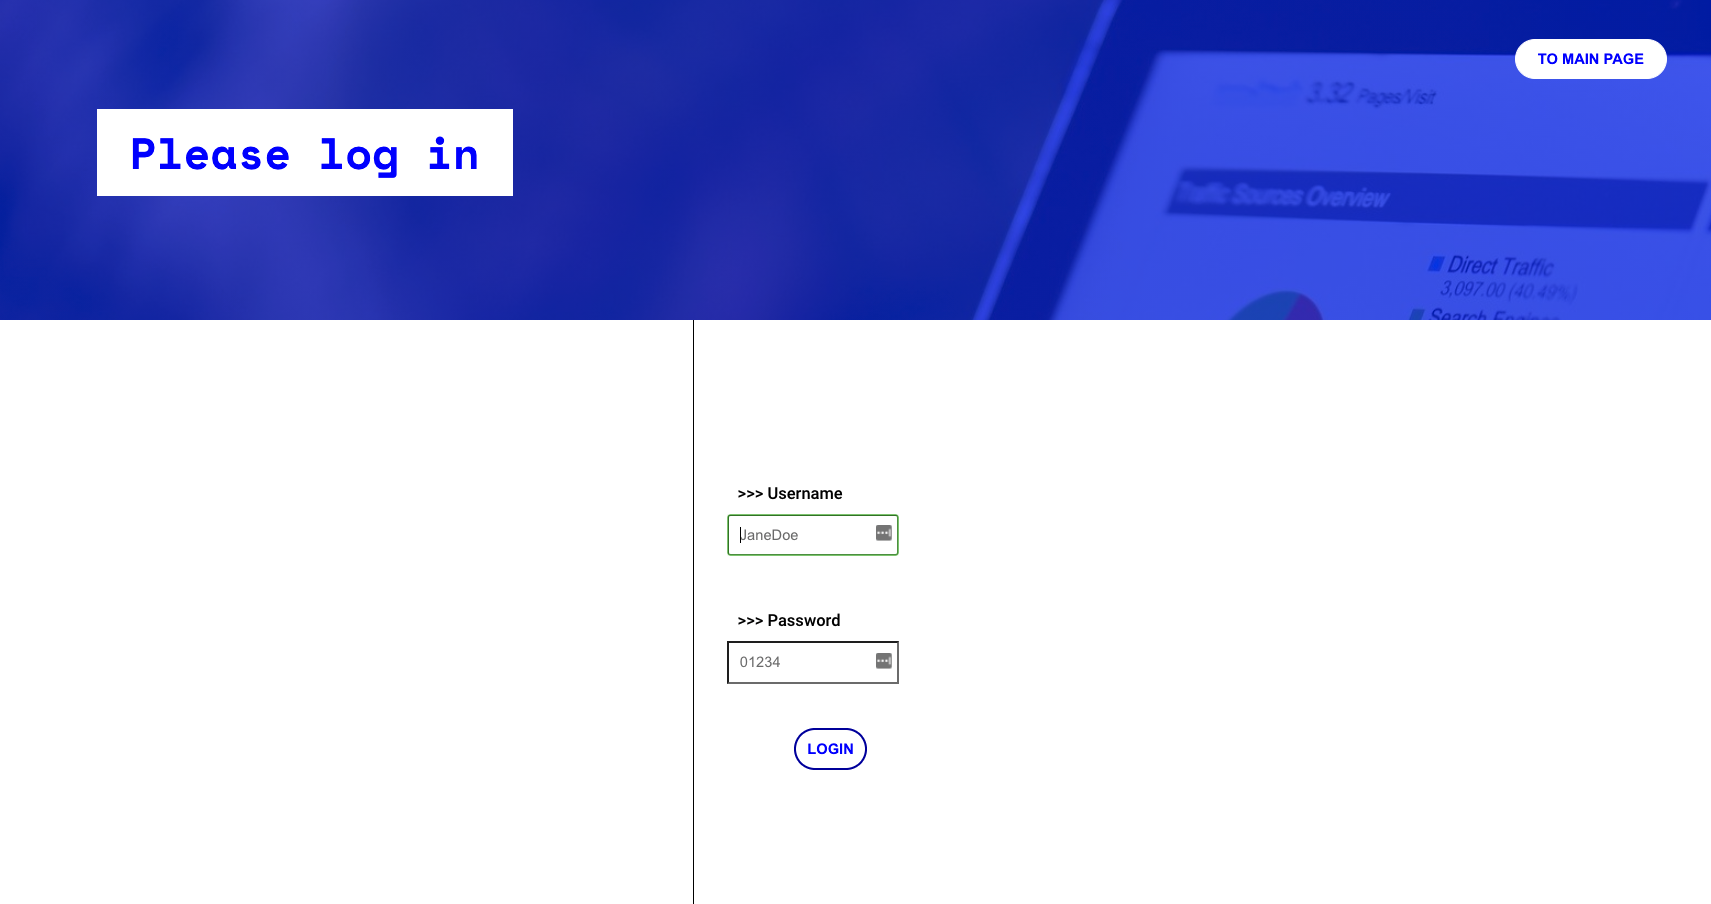 TO MAIN PAGE
3.32 Pages/Visit
Please log in
Traffic Sources Overview
Direct Traffic
3,097.00 (40.49%)
Search Engines
>>> Username
JaneDoe
>>> Password
01234
LOGIN